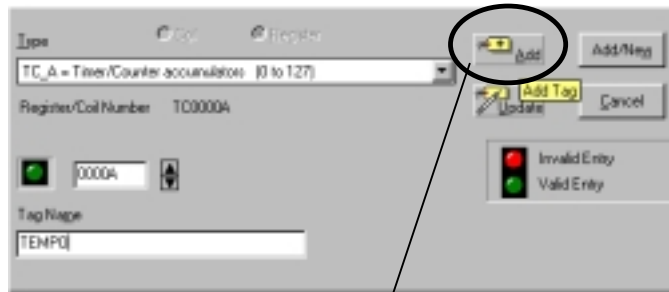 Type
Coil
Register
TC_A = Timer/Counter accumulators (0 to 127)
Register/Coil Number TC0000A
0000A
Tag Name
TEMPO
Add
Add/New
Add Tag
Update
Cancel
Invalid Entry
Valid Entry